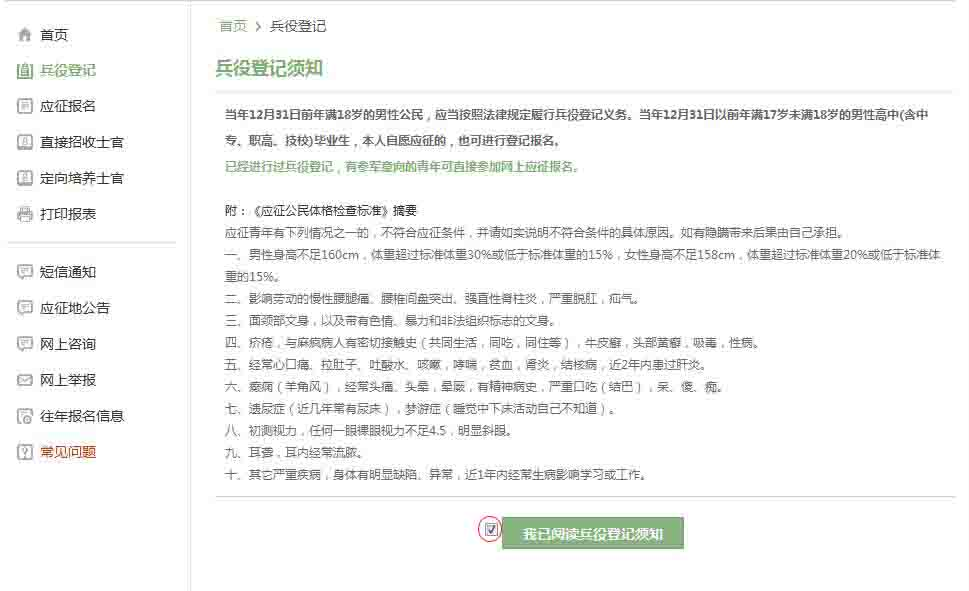 首页
兵役登记
应征报名
直接招收士官
定向培养士官
打印报表
短信通知
应征地公告
网上咨询
网上举报
往年报名信息
常见问题
首页 > 兵役登记
兵役登记须知
当年12月31日前年满18岁的男性公民，应当按照法律规定履行兵役登记义务。当年12月31日以前年满17岁未满18岁的男性高中(含中
专、职高、技校)毕业生，本人自愿应征的，也可进行登记报名。
已经进行过兵役登记，有参军意向的青年可直接参加网上应征报名。
附：《应征公民体格检查标准》摘要
应征青年有下列情况之一的，不符合应征条件，并请如实说明不符合条件的具体原因。如有隐瞒带来后果由自己承担。
一、男性身高不足160cm，体重超过标准体重30%或低于标准体重的15%，女性身高不足158cm，体重超过标准体重20%或低于标准体
重的15%。
二、影响劳动的慢性腰腿痛、腰椎间盘突出、强直性脊柱炎，严重脱肛，疝气。
三、面颈部文身，以及带有色情、暴力和非法组织标志的文身。
四、疥疮，与麻疯病人有密切接触史（共同生活，同吃，同住等），牛皮癣，头部黄癣，吸毒，性病。
五、经常心口痛、拉肚子、吐酸水、咳嗽，哮喘，贫血，肾炎，结核病，近2年内患过肝炎。
六、癫痫（羊角风），经常头痛、头晕，晕厥，有精神病史，严重口吃（结巴），呆、傻、痴。
七、遗尿症（近几年常有尿床），梦游症（睡觉中下床活动自己不知道）。
八、初测视力，任何一眼裸眼视力不足4.5，明显斜眼。
九、耳聋，耳内经常流脓。
十、其它严重疾病，身体有明显缺陷、异常，近1年内经常生病影响学习或工作。
我已阅读兵役登记须知